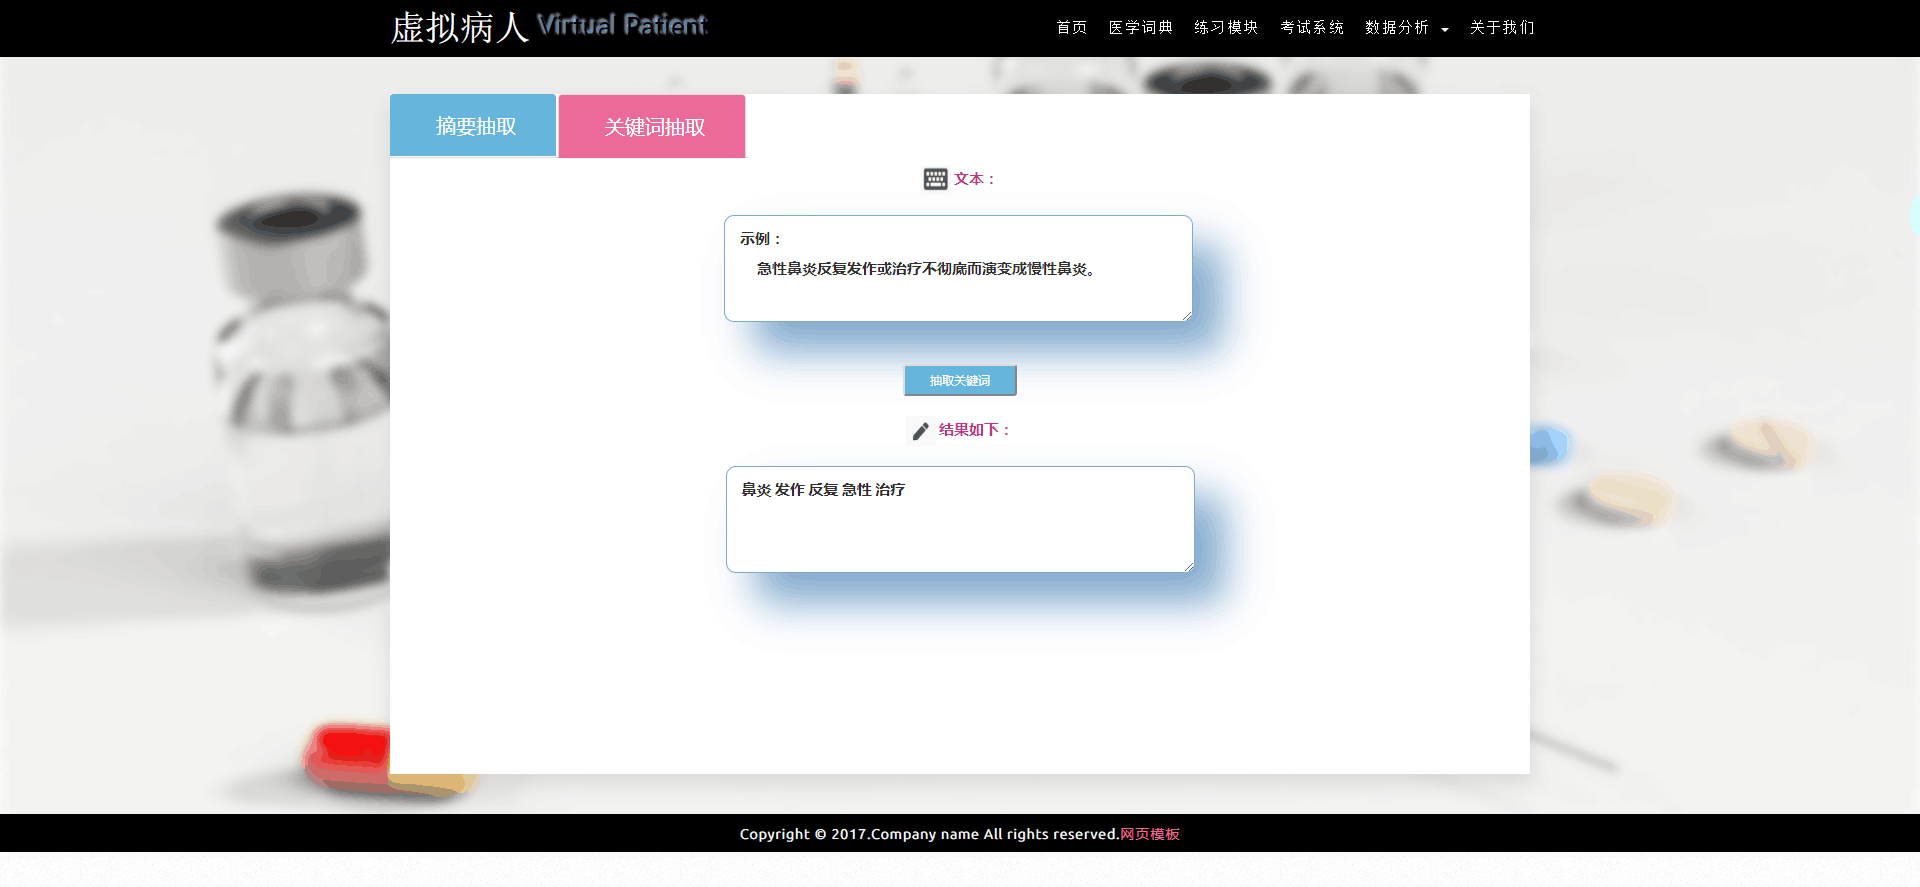 虚拟病人 Virtual Patient
首页 医学词典 练习模块 考试系统 数据分析 关于我们
摘要抽取 关键词抽取
文本：
示例：
急性鼻炎反复发作或治疗不彻底而演变成慢性鼻炎。
抽取关键词
结果如下：
鼻炎 发作 反复 急性 治疗
Copyright © 2017.Company name All rights reserved.网页模板